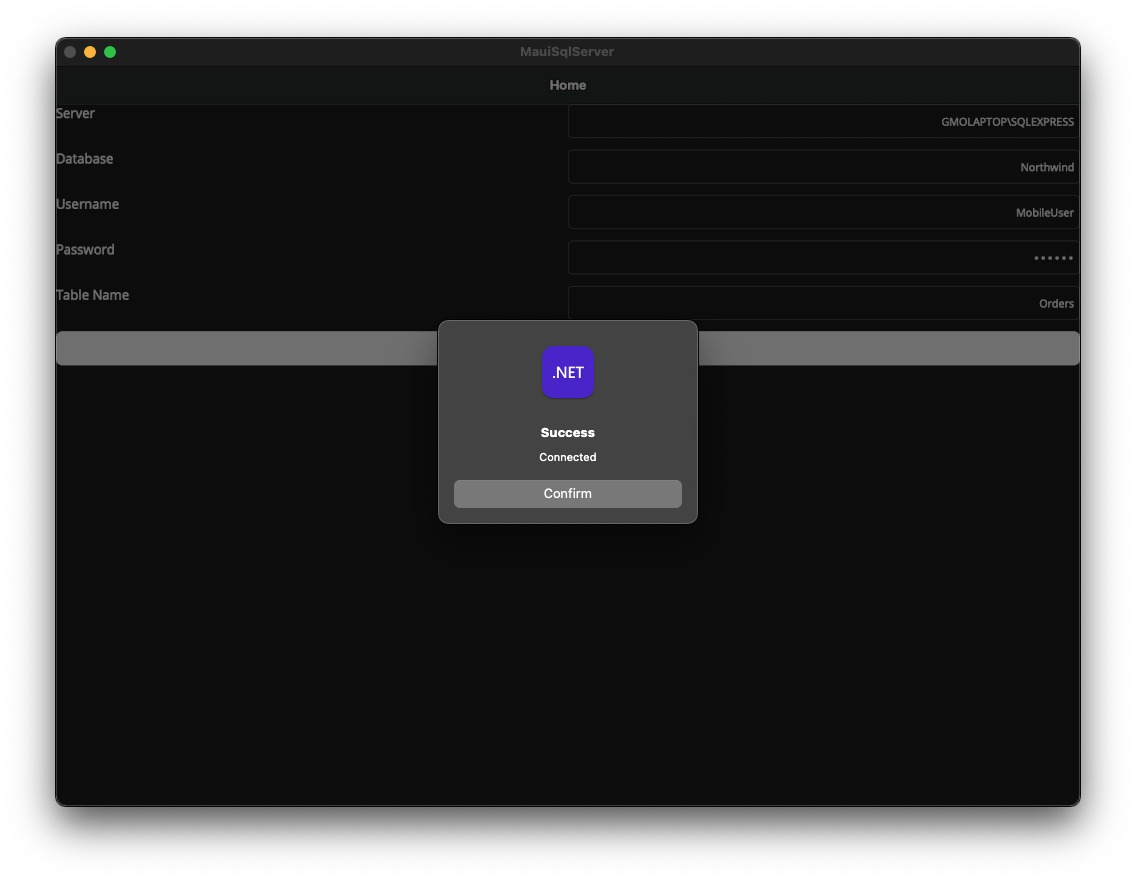 MauiSqlServer
Home
Server
GMOLAPTOP\SQLEXPRESS
Database
Northwind
Username
MobileUser
Password
••••••
Table Name
Orders
.NET
Success
Connected
Confirm